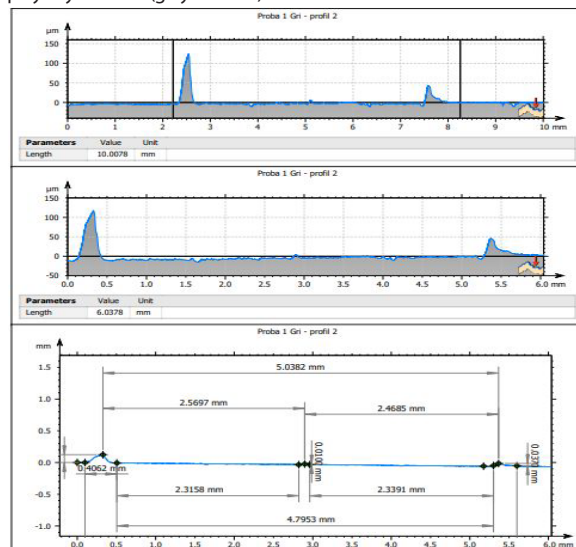 Proba 1 Gri - profil 2
µm
150
100
50
0
0 1 2 3 4 5 6 7 8 9 10 mm
Parameters Value Unit
Length 10.0078 mm
Proba 1 Gri - profil 2
µm
150
100
50
0
-50
0.0 0.5 1.0 1.5 2.0 2.5 3.0 3.5 4.0 4.5 5.0 5.5 6.0 mm
Parameters Value Unit
Length 6.0378 mm
Proba 1 Gri - profil 2
mm
1.5
5.0382 mm
1.0
2.5697 mm
2.4685 mm
0.5
0.0
0.4062 mm
-0.5
2.3158 mm
2.3391 mm
-1.0
4.7953 mm
0.0 0.5 1.0 1.5 2.0 2.5 3.0 3.5 4.0 4.5 5.0 5.5 6.0 mm